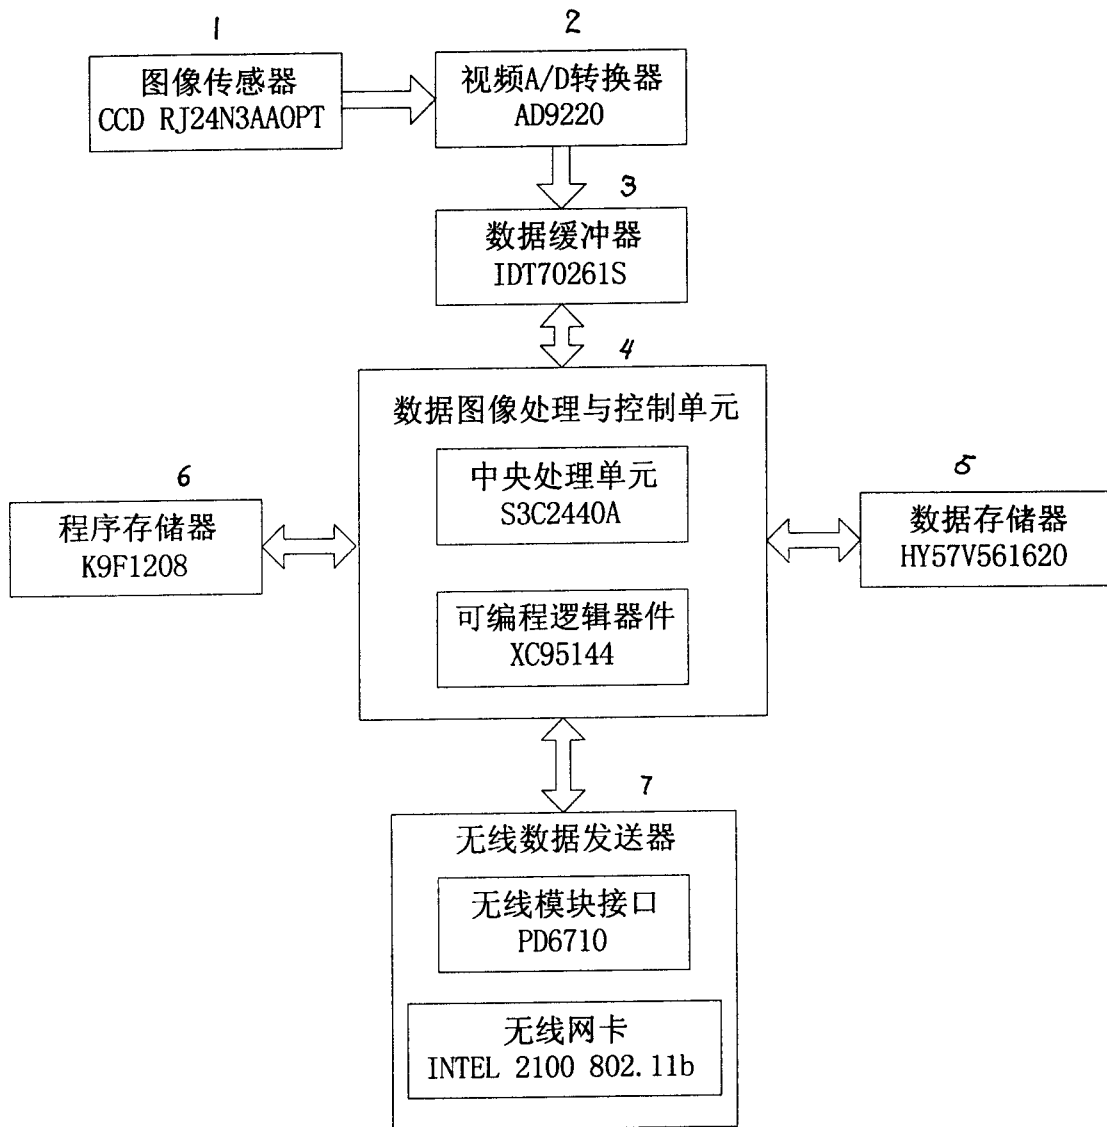 1
图像传感器
CCD RJ24N3AAOPT
2
视频A/D转换器
AD9220
3
数据缓冲器
IDT70261S
4
数据图像处理与控制单元
中央处理单元
S3C2440A
可编程逻辑器件
XC95144
6
程序存储器
K9F1208
5
数据存储器
HY57V561620
7
无线数据发送器
无线模块接口
PD6710
无线网卡
INTEL 2100 802.11b